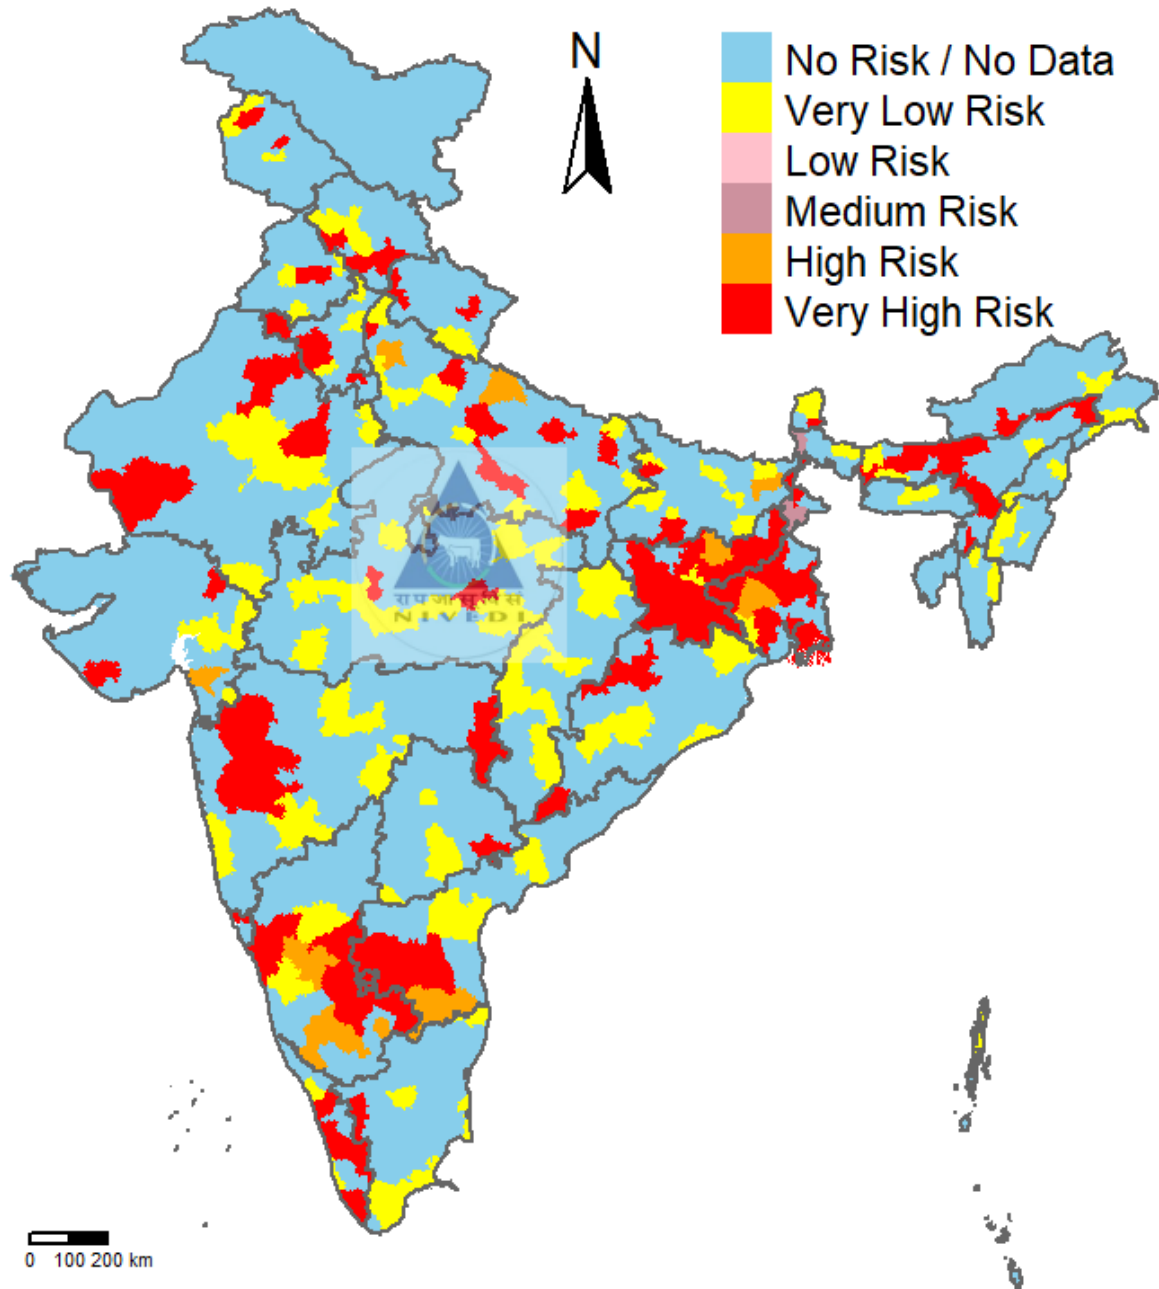 N
No Risk / No Data
Very Low Risk
Low Risk
Medium Risk
High Risk
Very High Risk
NIVEDI
0 100 200 km